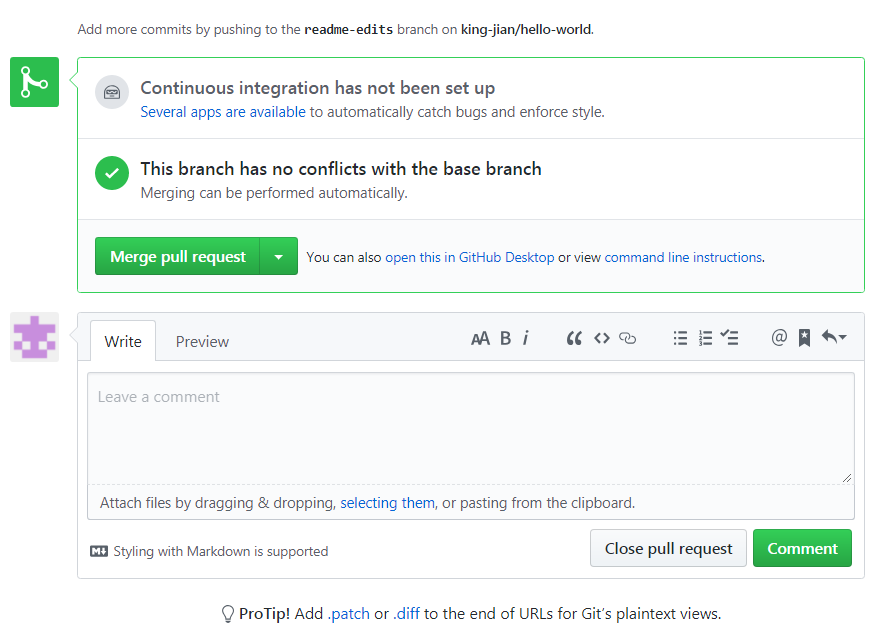 Add more commits by pushing to the readme-edits branch on king-jian/hello-world.
Continuous integration has not been set up
Several apps are available to automatically catch bugs and enforce style.
This branch has no conflicts with the base branch
Merging can be performed automatically.
Merge pull request
You can also open this in GitHub Desktop or view command line instructions.
Write
Preview
AA B i
@
Leave a comment
Attach files by dragging & dropping, selecting them, or pasting from the clipboard.
Styling with Markdown is supported
Close pull request
Comment
ProTip! Add .patch or .diff to the end of URLs for Git's plaintext views.